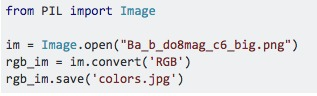 from PIL import Image
im = Image.open("Ba_b_do8mag_c6_big.png")
rgb_im = im.convert('RGB')
rgb_im.save('colors.jpg')